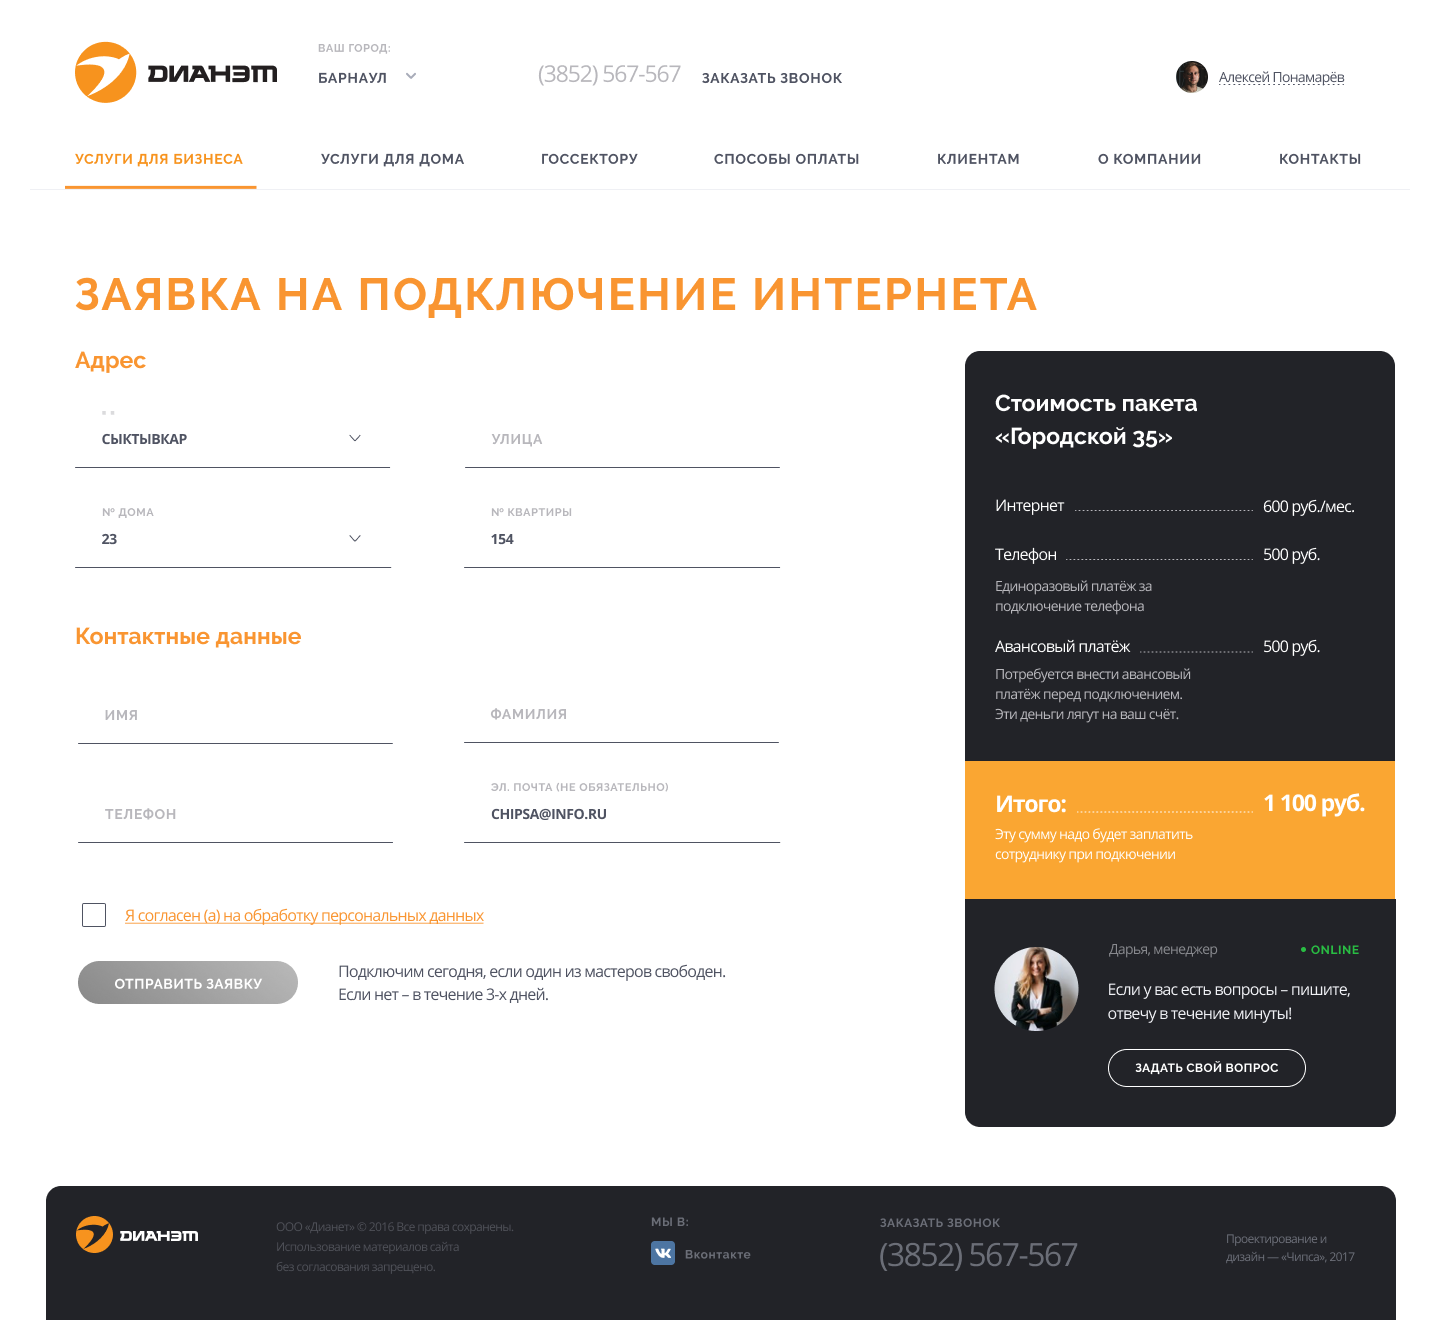 ДИАНЭТ
ВАШ ГОРОД:
БАРНАУЛ
(3852) 567-567
ЗАКАЗАТЬ ЗВОНОК
Алексей Понамарёв
УСЛУГИ ДЛЯ БИЗНЕСА
УСЛУГИ ДЛЯ ДОМА
ГОССЕКТОРУ
СПОСОБЫ ОПЛАТЫ
КЛИЕНТАМ
О КОМПАНИИ
КОНТАКТЫ
ЗАЯВКА НА ПОДКЛЮЧЕНИЕ ИНТЕРНЕТА
Адрес
СЫКТЫВКАР
УЛИЦА
№ ДОМА
23
№ КВАРТИРЫ
154
Контактные данные
ИМЯ
ФАМИЛИЯ
ТЕЛЕФОН
ЭЛ. ПОЧТА (НЕ ОБЯЗАТЕЛЬНО)
CHIPSA@INFO.RU
Я согласен (а) на обработку персональных данных
ОТПРАВИТЬ ЗАЯВКУ
Подключим сегодня, если один из мастеров свободен.
Если нет – в течение 3-х дней.
Стоимость пакета
«Городской 35»
Интернет 600 руб./мес.
Телефон 500 руб.
Единоразовый платёж за
подключение телефона
Авансовый платёж 500 руб.
Потребуется внести авансовый
платёж перед подключением.
Эти деньги лягут на ваш счёт.
Итого: 1 100 руб.
Эту сумму надо будет заплатить
сотруднику при подкючении
Дарья, менеджер
• ONLINE
Если у вас есть вопросы – пишите,
отвечу в течение минуты!
ЗАДАТЬ СВОЙ ВОПРОС
ДИАНЭТ
ООО «Дианет» © 2016 Все права сохранены.
Использование материалов сайта
без согласования запрещено.
МЫ В:
Вконтакте
ЗАКАЗАТЬ ЗВОНОК
(3852) 567-567
Проектирование и
дизайн — «Чипса», 2017